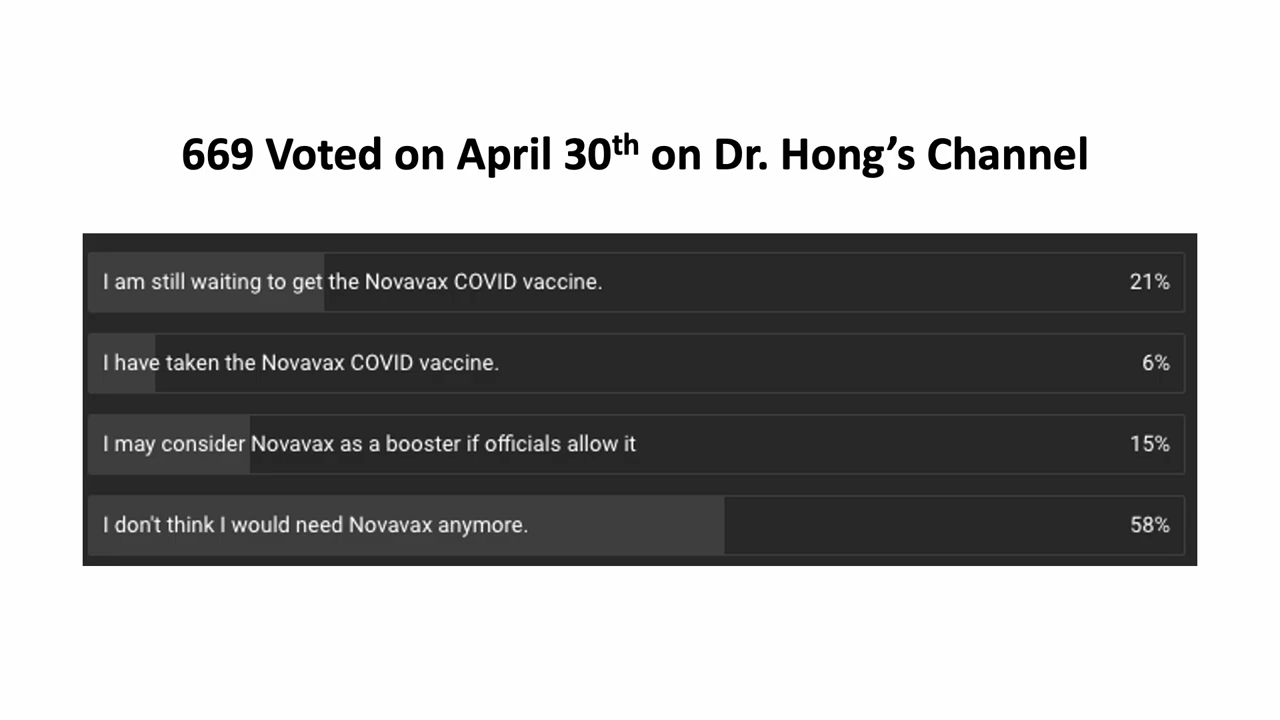 669 Voted on April 30th on Dr. Hong’s Channel
I am still waiting to get the Novavax COVID vaccine. 21%
I have taken the Novavax COVID vaccine. 6%
I may consider Novavax as a booster if officials allow it 15%
I don't think I would need Novavax anymore. 58%